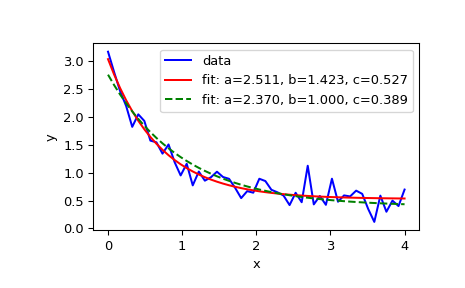 data
fit: a=2.511, b=1.423, c=0.527
fit: a=2.370, b=1.000, c=0.389
3.0
2.5
2.0
1.5
1.0
0.5
0.0
y
0 1 2 3 4
x